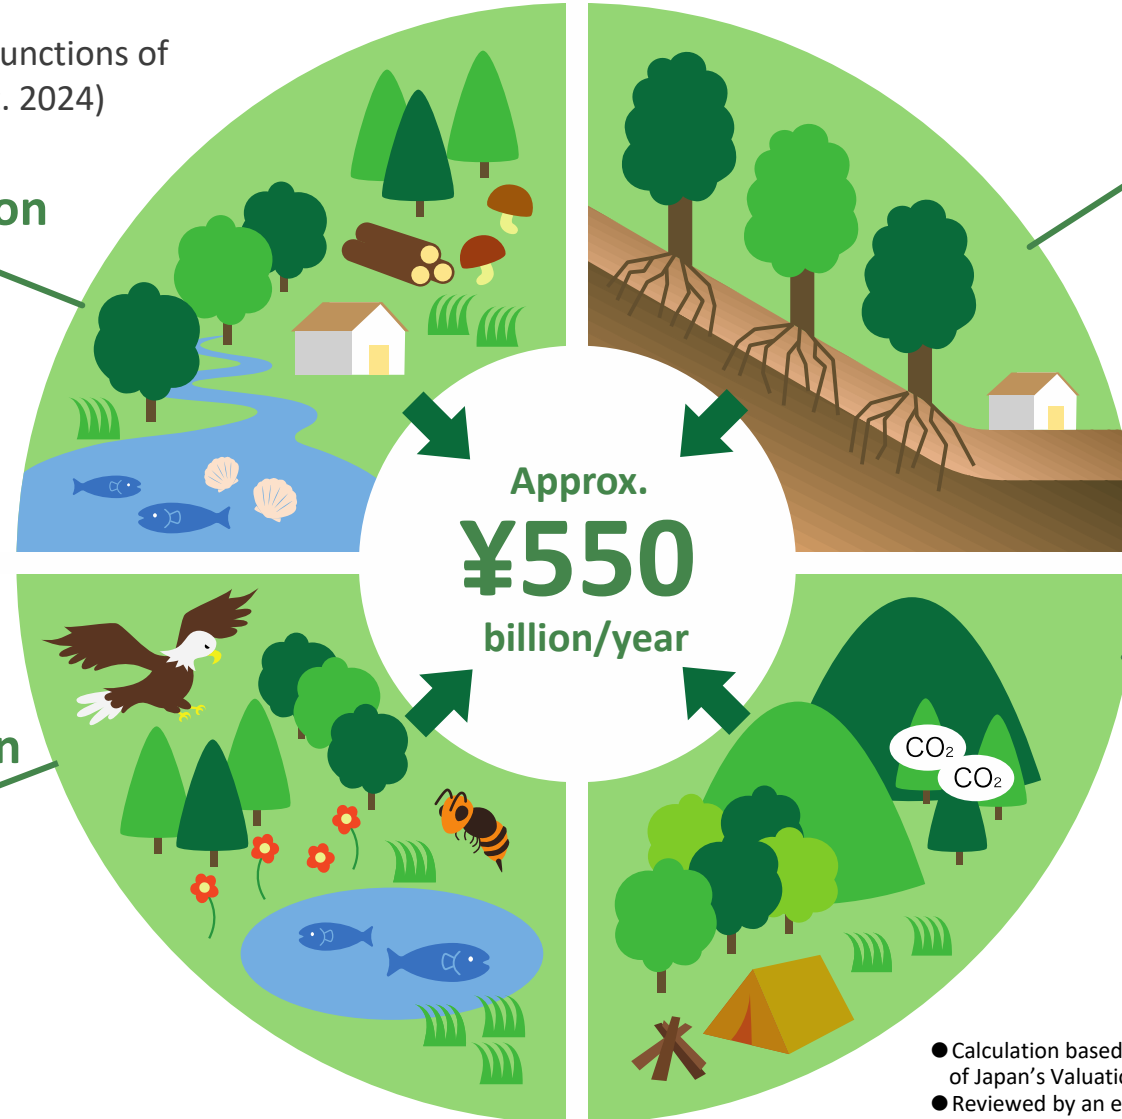 unctions of
. 2024)
on
Approx.
¥550
billion/year
n
CO₂
CO₂
● Calculation based
of Japan's Valuatio
● Reviewed by an e